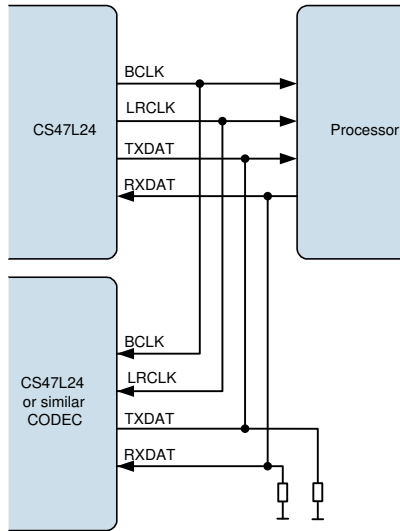 BCLK
LRCLK
CS47L24
Processor
TXDAT
RXDAT
BCLK
LRCLK
CS47L24
or similar
CODEC
TXDAT
RXDAT